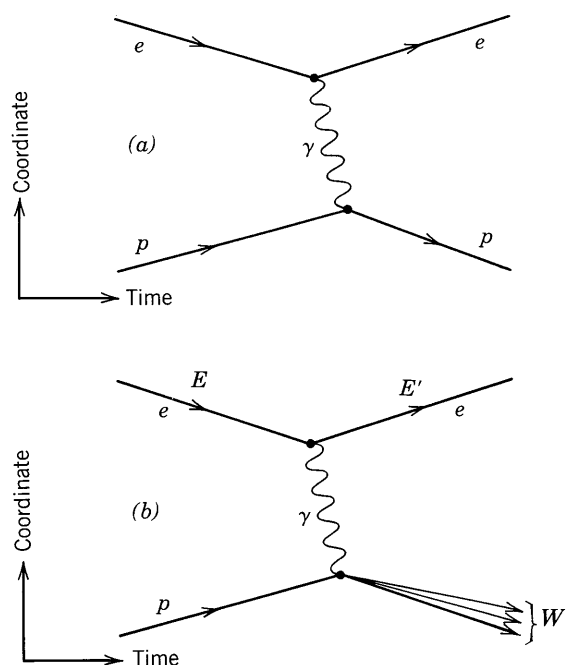 e e
(a)
γ
Coordinate
p p
Time
E E′
e e
(b)
γ
Coordinate
p
W
Time